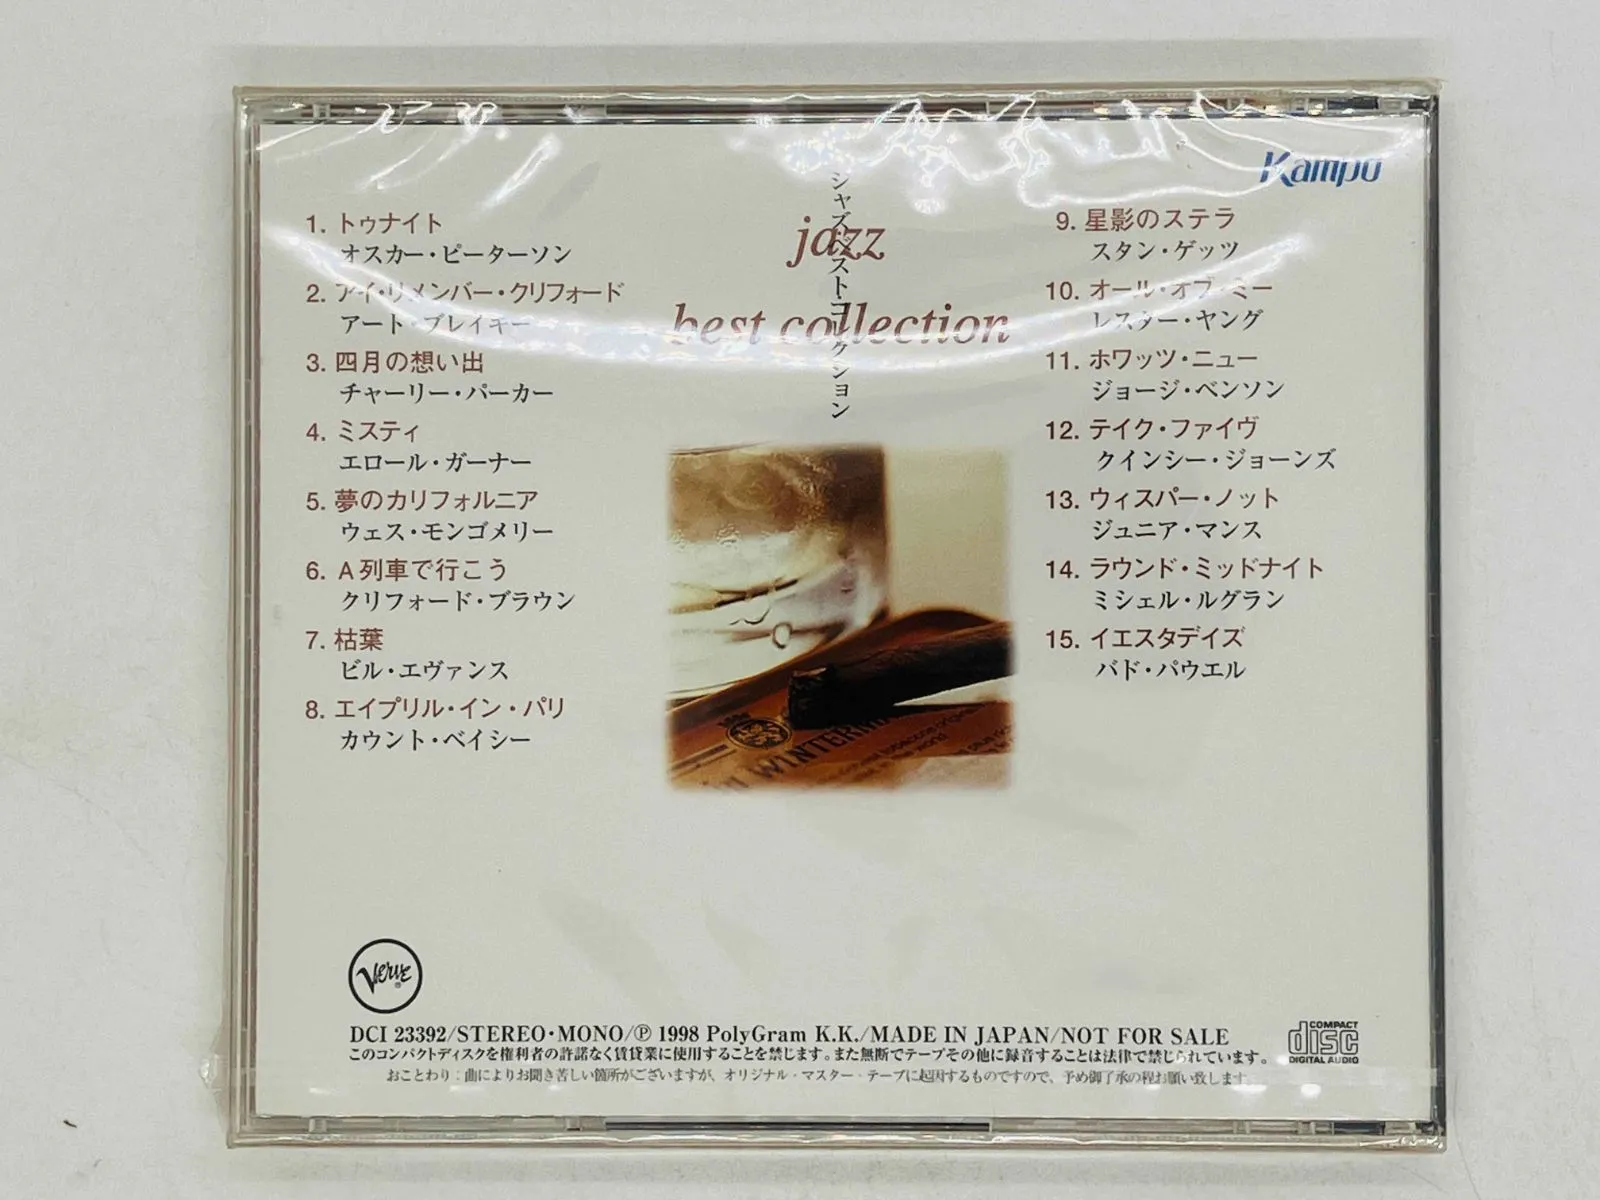 Kampo
ジャズベストコレクション
jazz
best collection
1. トゥナイト
オスカー・ピーターソン
2. アイ・リメンバー・クリフォード
アート・ブレイキー
3. 四月の想い出
チャーリー・パーカー
4. ミスティ
エロール・ガーナー
5. 夢のカリフォルニア
ウェス・モンゴメリー
6. A列車で行こう
クリフォード・ブラウン
7. 枯葉
ビル・エヴァンス
8. エイプリル・イン・パリ
カウント・ベイシー
9. 星影のステラ
スタン・ゲッツ
10. オール・オブ・ミー
レスター・ヤング
11. ホワッツ・ニュー
ジョージ・ベンソン
12. テイク・ファイヴ
クインシー・ジョーンズ
13. ウィスパー・ノット
ジュニア・マンス
14. ラウンド・ミッドナイト
ミシェル・ルグラン
15. イエスタデイズ
バド・パウエル
Verve®
DCI 23392/STEREO・MONO/Ⓟ 1998 PolyGram K.K./MADE IN JAPAN/NOT FOR SALE
このコンパクトディスクを権利者の許諾なく賃貸業に使用することを禁じます。また無断でテープその他に録音することは法律で禁じられています。
おことわり：曲によりお聞き苦しい箇所がございますが、オリジナル・マスター・テープに起因するものですので、予め御了承の程お願い致します。
COMPACT
disc
DIGITAL AUDIO